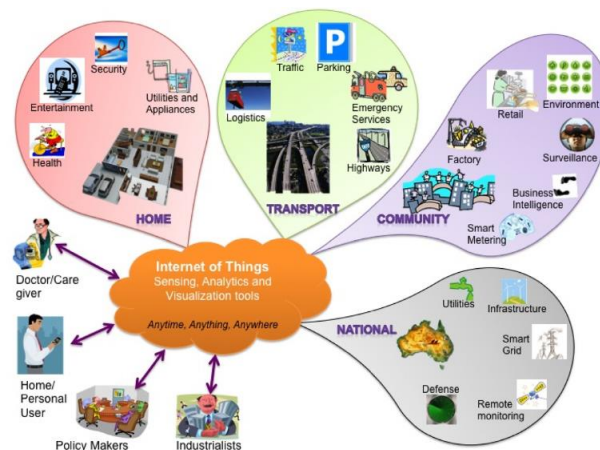 Security
Entertainment
Utilities and
Appliances
Health
HOME
Traffic
P
Parking
Logistics
Emergency
Services
Highways
TRANSPORT
Retail
Environment
Factory
Surveillance
Business
Intelligence
Smart
Metering
COMMUNITY
Internet of Things
Sensing, Analytics and
Visualization tools
Anytime, Anything, Anywhere
NATIONAL
Utilities
Infrastructure
Smart
Grid
Defense
Remote
monitoring
Doctor/Care
giver
Home/
Personal
User
Policy Makers
Industrialists